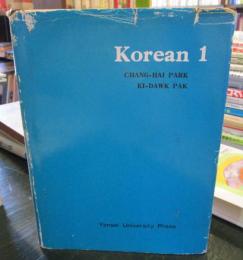 Korean 1
CHANG-HAI PARK
KI-DAWK PAK
Yonsei University Press